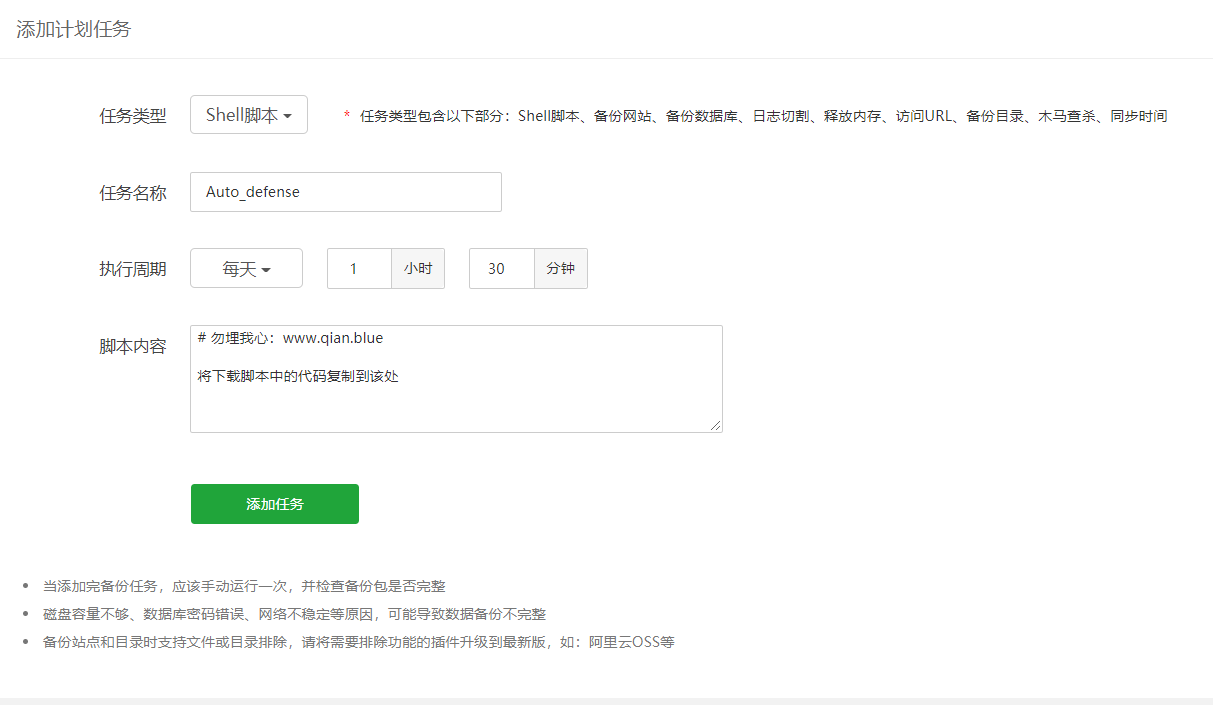 添加计划任务
任务类型 Shell脚本 * 任务类型包含以下部分：Shell脚本、备份网站、备份数据库、日志切割、释放内存、访问URL、备份目录、木马查杀、同步时间
任务名称 Auto_defense
执行周期 每天 1 小时 30 分钟
脚本内容 # 勿埋我心：www.qian.blue
将下载脚本中的代码复制到该处
添加任务
当添加完备份任务，应该手动运行一次，并检查备份包是否完整
磁盘容量不够、数据库密码错误、网络不稳定等原因，可能导致数据备份不完整
备份站点和目录时支持文件或目录排除，请将需要排除功能的插件升级到最新版，如：阿里云OSS等